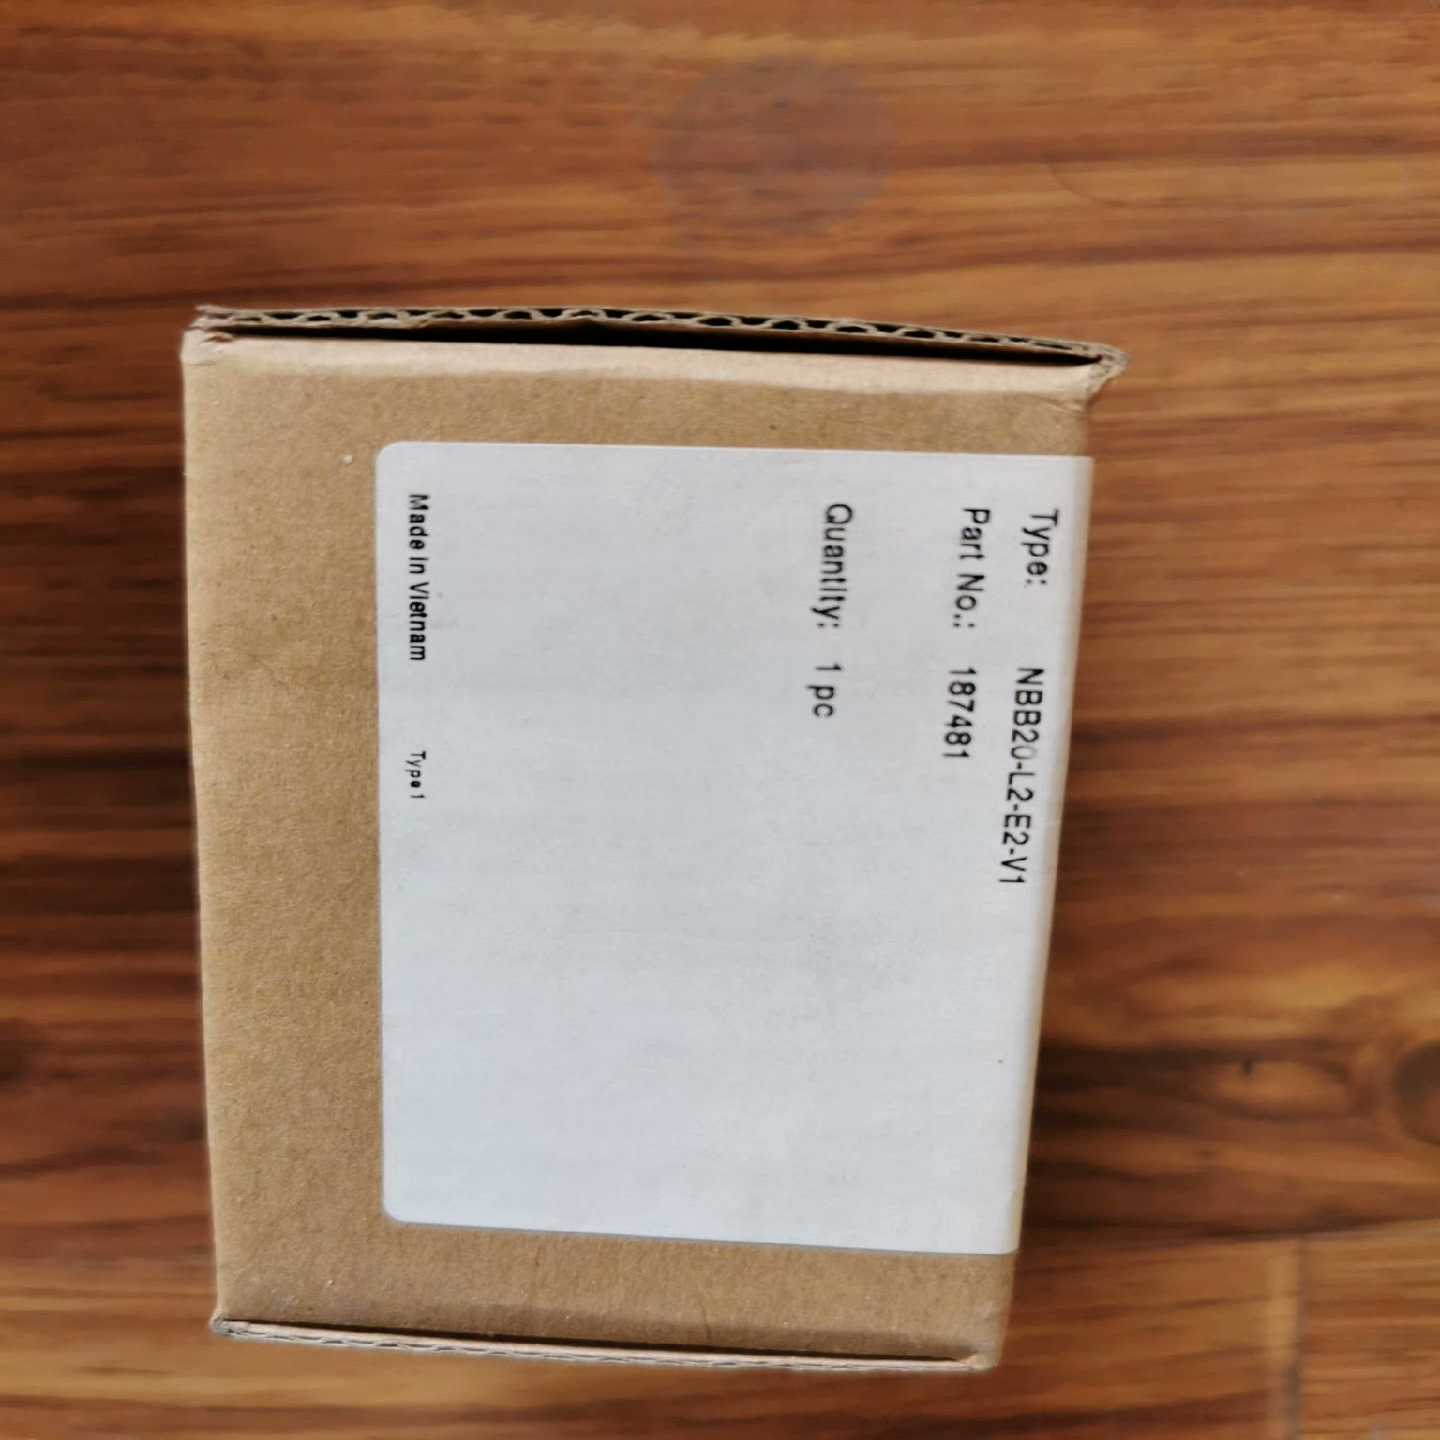 Type: NBB20-L2-E2-V1
Part No.: 187481
Quantity: 1 pc
Made in Vietnam Type 1